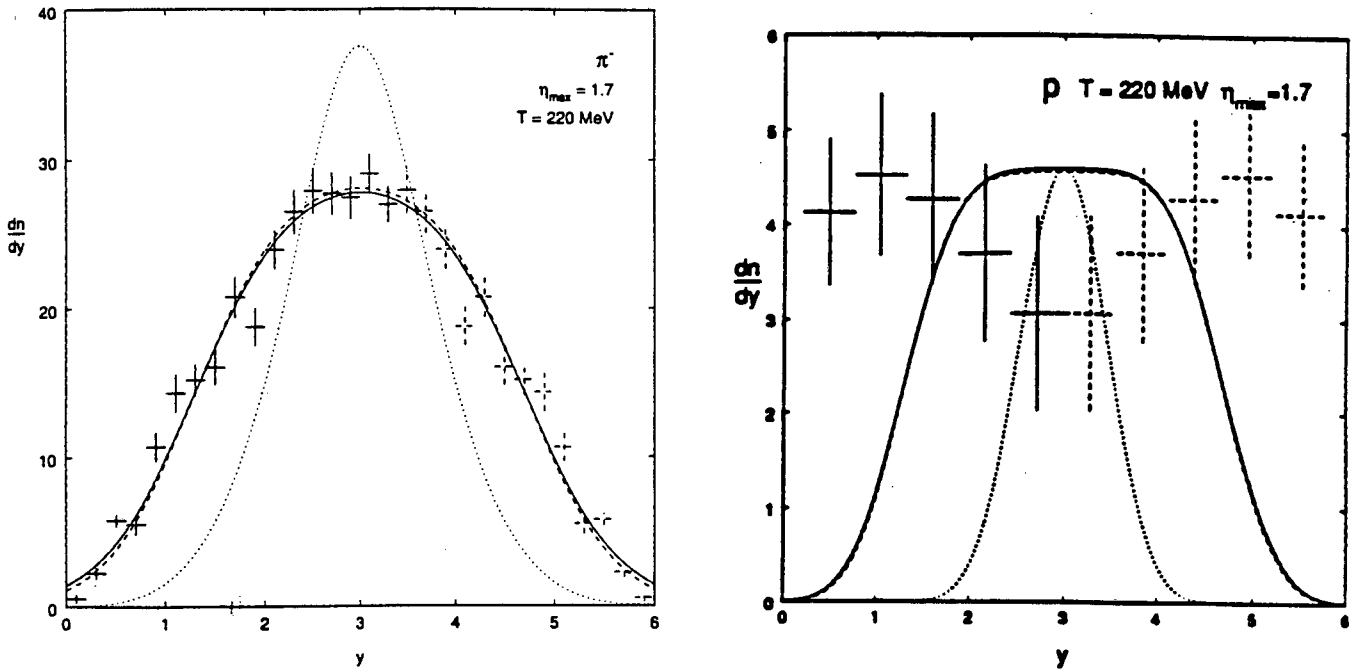 40
30
20
10
0
dn
dy
π⁻
η_max = 1.7
T = 220 MeV
0 1 2 3 4 5 6
y
6
5
4
3
2
1
0
dn
dy
p T = 220 MeV η_max=1.7
0 1 2 3 4 5 6
y